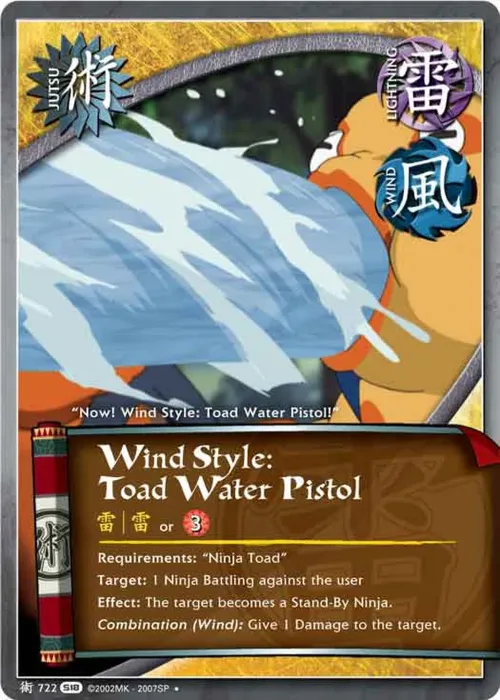 JUTSU 術
LIGHTNING 雷
WIND 風
"Now! Wind Style: Toad Water Pistol!"
Wind Style:
Toad Water Pistol
雷 | 雷 or 3
術
Requirements: "Ninja Toad"
Target: 1 Ninja Battling against the user
Effect: The target becomes a Stand-By Ninja.
Combination (Wind): Give 1 Damage to the target.
術 722 S18 ©2002MK - 2007SP